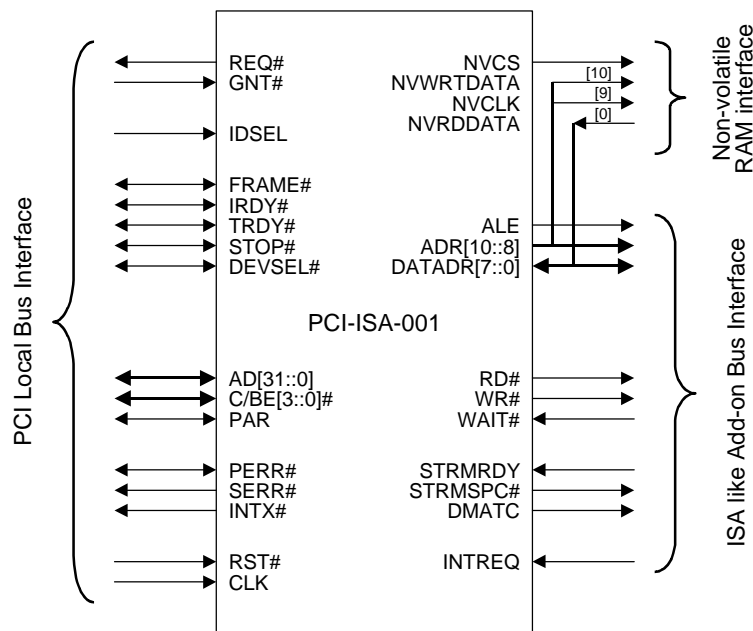 PCI Local Bus Interface
REQ#
GNT#
IDSEL
FRAME#
IRDY#
TRDY#
STOP#
DEVSEL#
PCI-ISA-001
AD[31::0]
C/BE[3::0]#
PAR
PERR#
SERR#
INTX#
RST#
CLK
NVCS
NVWRTDATA
[10]
NVCLK
[9]
NVRDDATA
[0]
ALE
ADR[10::8]
DATADR[7::0]
RD#
WR#
WAIT#
STRMRDY
STRMSPC#
DMATC
INTREQ
Non-volatile
RAM interface
ISA like Add-on Bus Interface